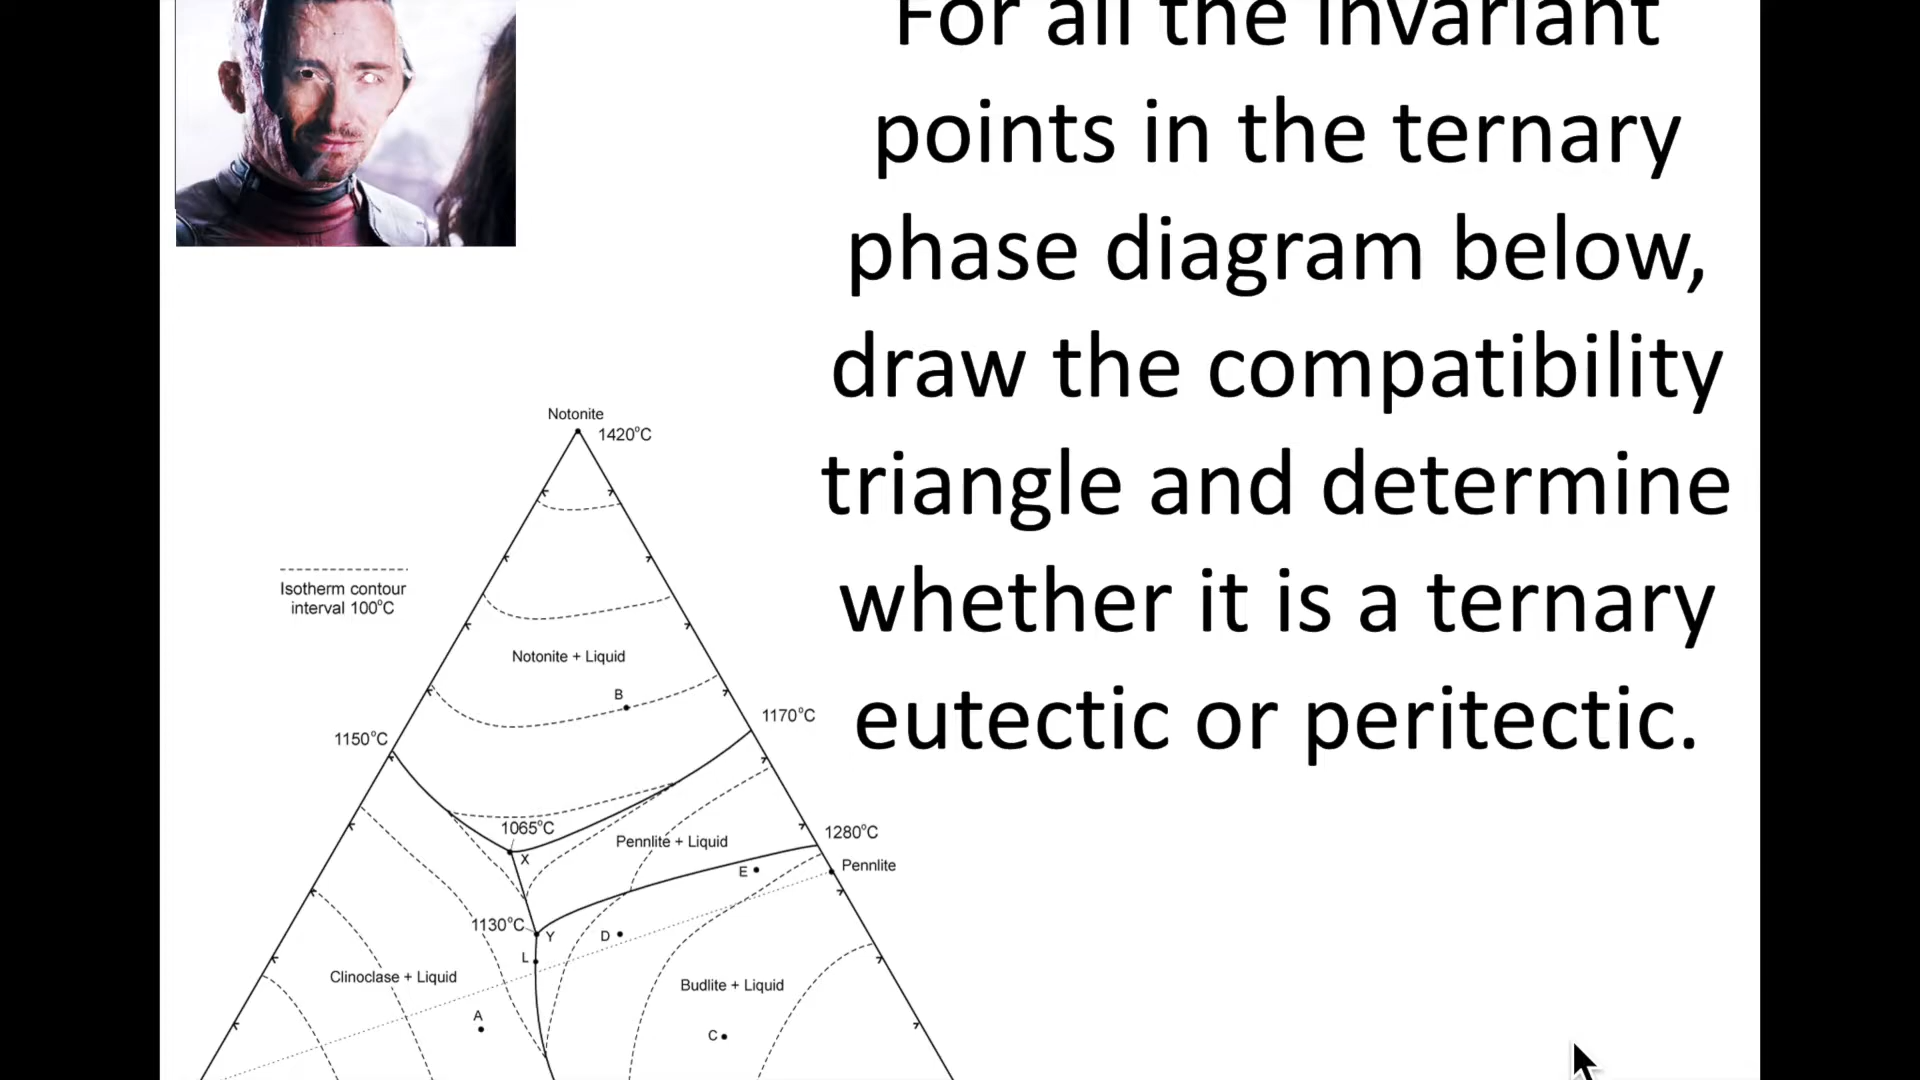 For all the invariant
points in the ternary
phase diagram below,
draw the compatibility
triangle and determine
whether it is a ternary
eutectic or peritectic.
Notonite
1420°C
Isotherm contour
interval 100°C
Notonite + Liquid
B
1170°C
1150°C
1065°C
X
Pennlite + Liquid
1280°C
E
Pennlite
1130°C
Y
D
L
Clinoclase + Liquid
Budlite + Liquid
A
C